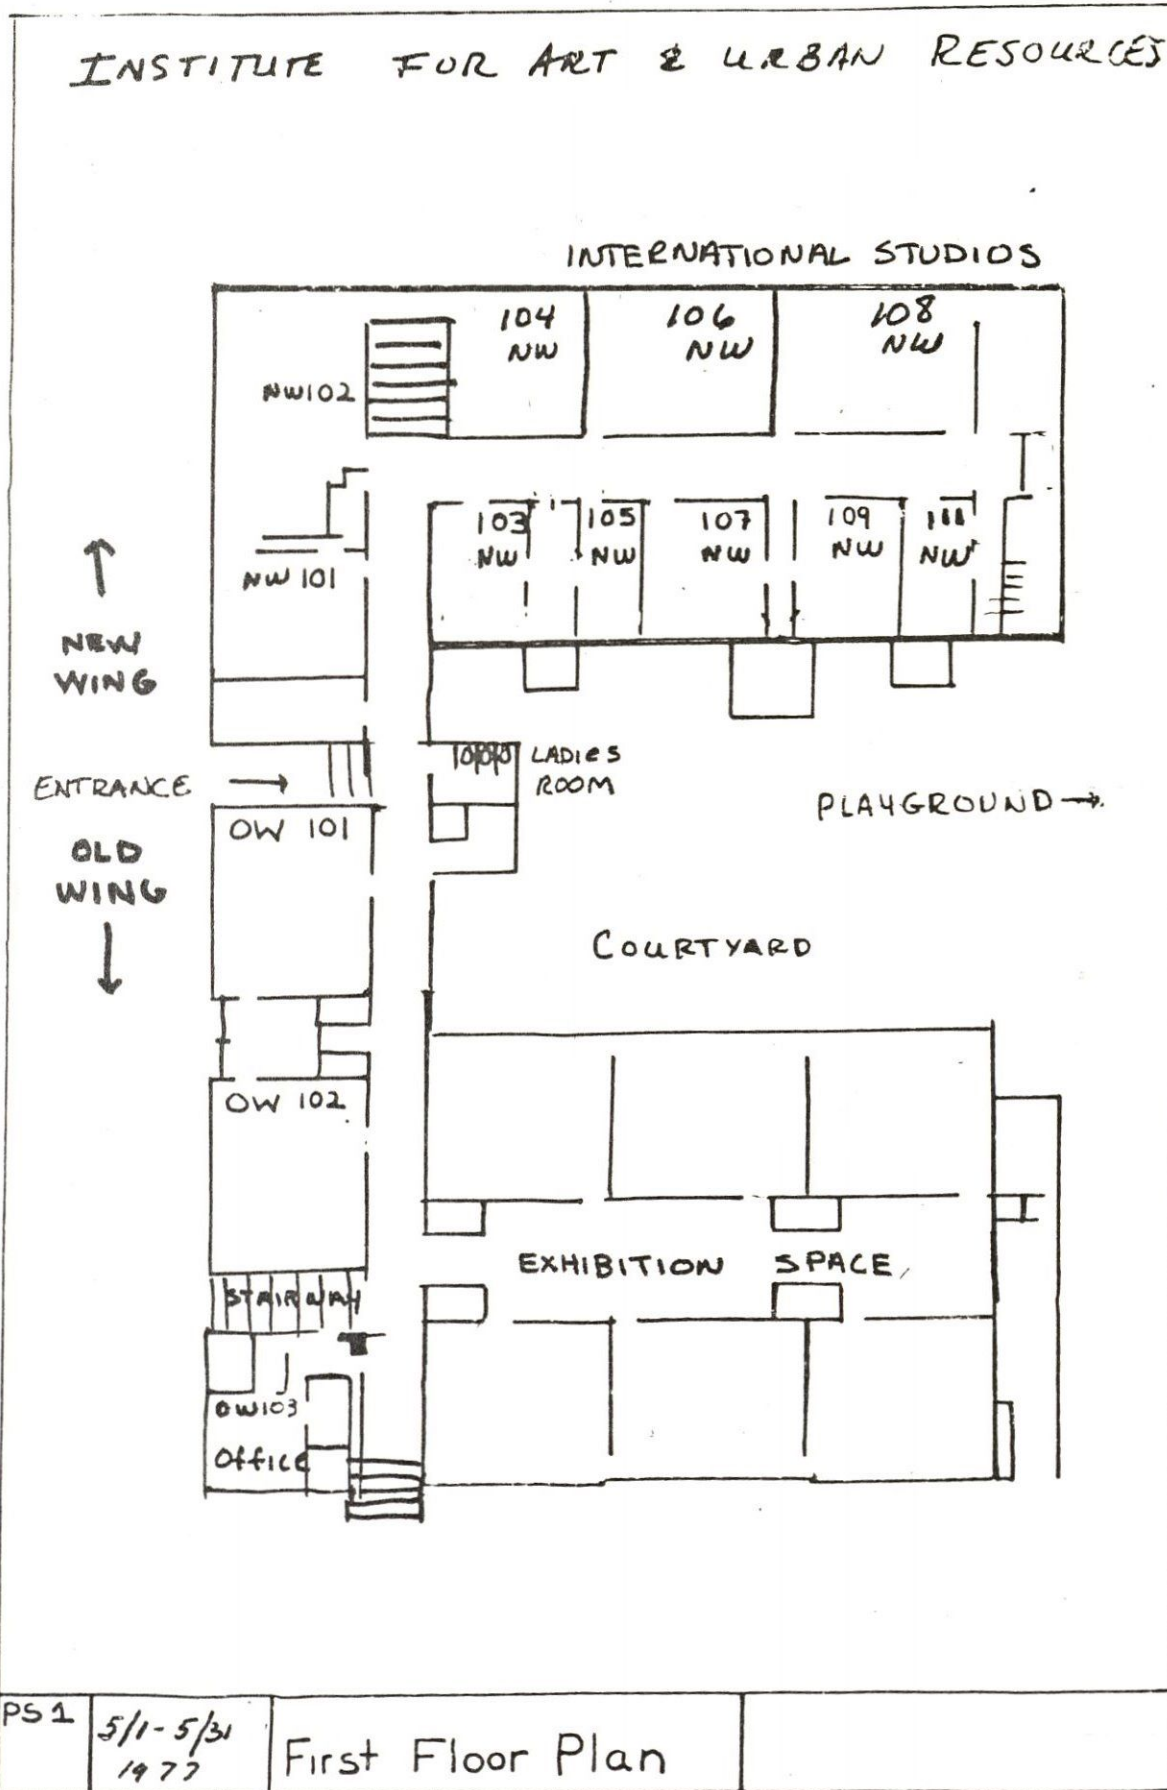 INSTITUTE FOR ART & URBAN RESOURCES
INTERNATIONAL STUDIOS
104
NW
106
NW
108
NW
NW102
103
NW
105
NW
107
NW
109
NW
111
NW
NW 101
NEW
WING
LADIES
ROOM
ENTRANCE
PLAYGROUND
OW 101
OLD
WING
COURTYARD
OW 102
EXHIBITION SPACE
STAIRWAY
OW103
Office
PS1
5/1-5/31
1977
First Floor Plan